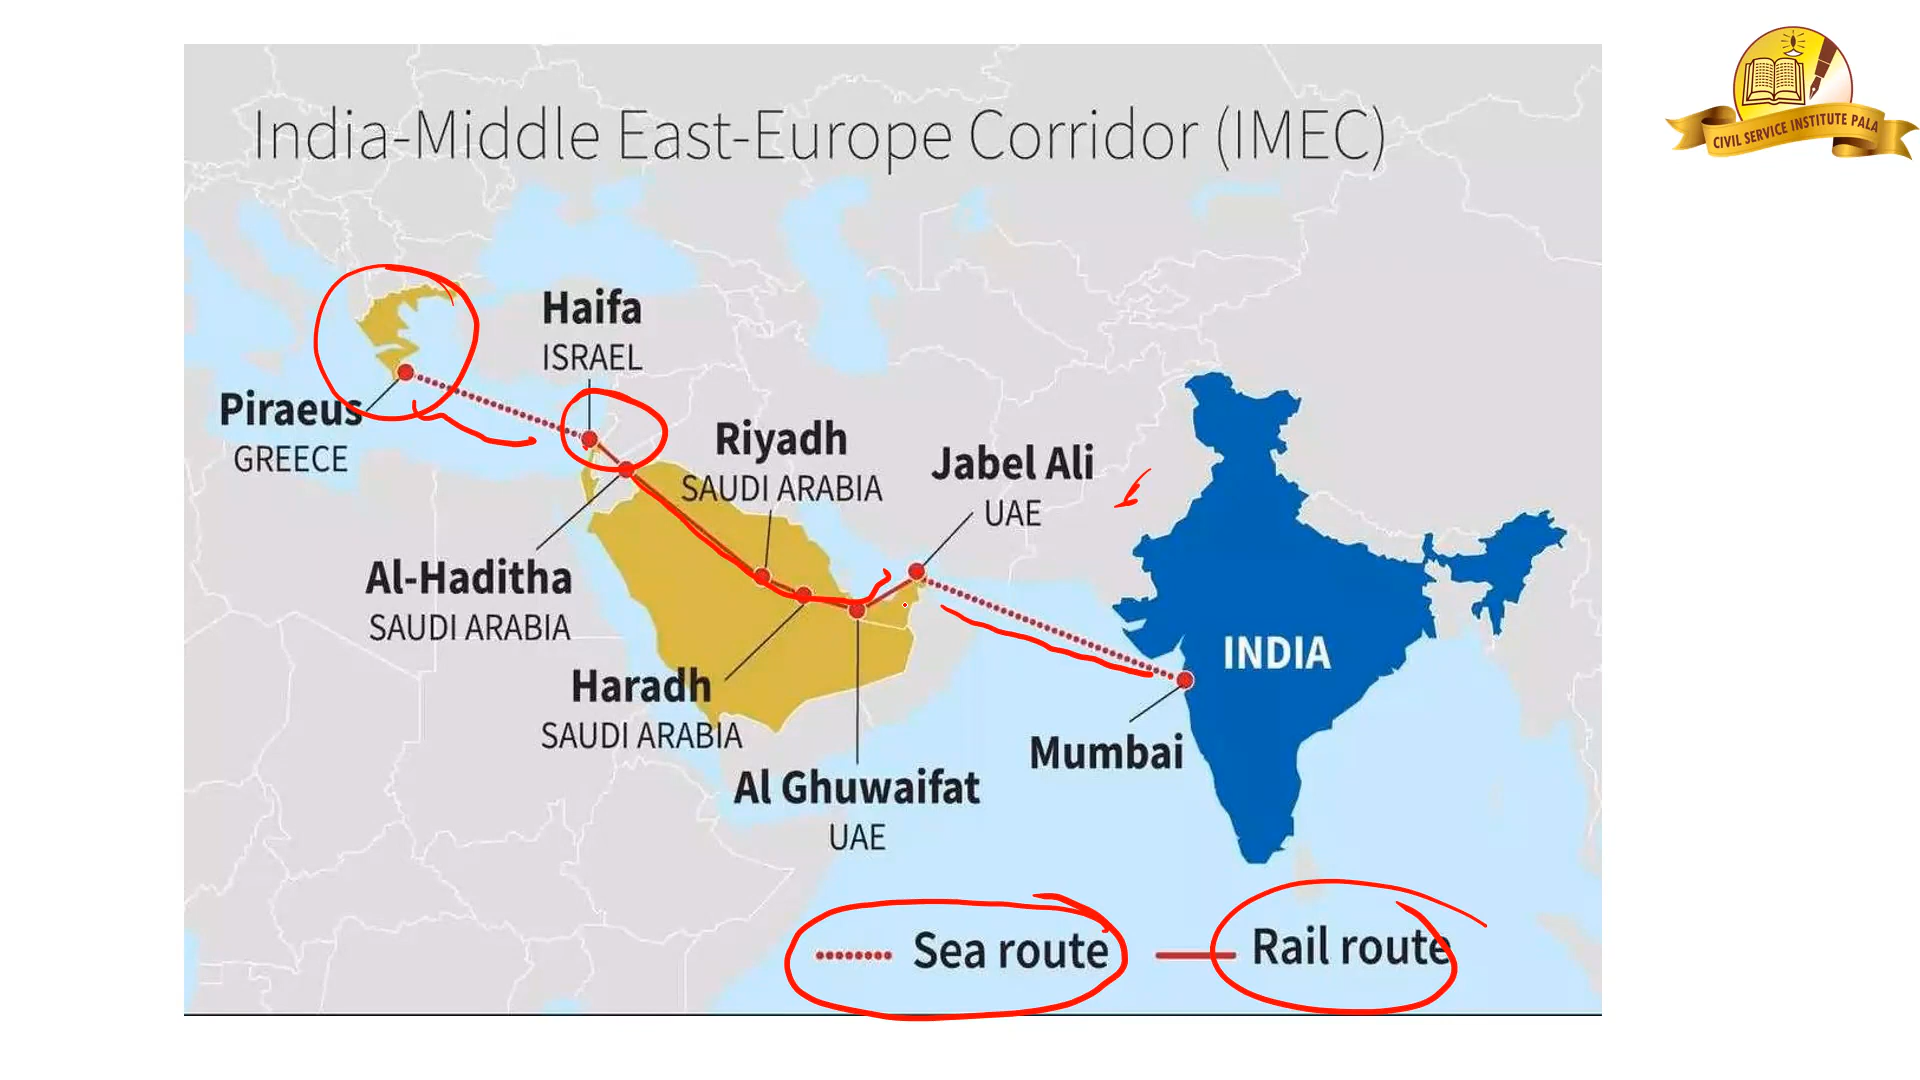 India-Middle East-Europe Corridor (IMEC)
CIVIL SERVICE INSTITUTE PALA
Haifa
ISRAEL
Piraeus
GREECE
Riyadh
SAUDI ARABIA
Jabel Ali
UAE
Al-Haditha
SAUDI ARABIA
INDIA
Haradh
SAUDI ARABIA
Mumbai
Al Ghuwaifat
UAE
Sea route
Rail route